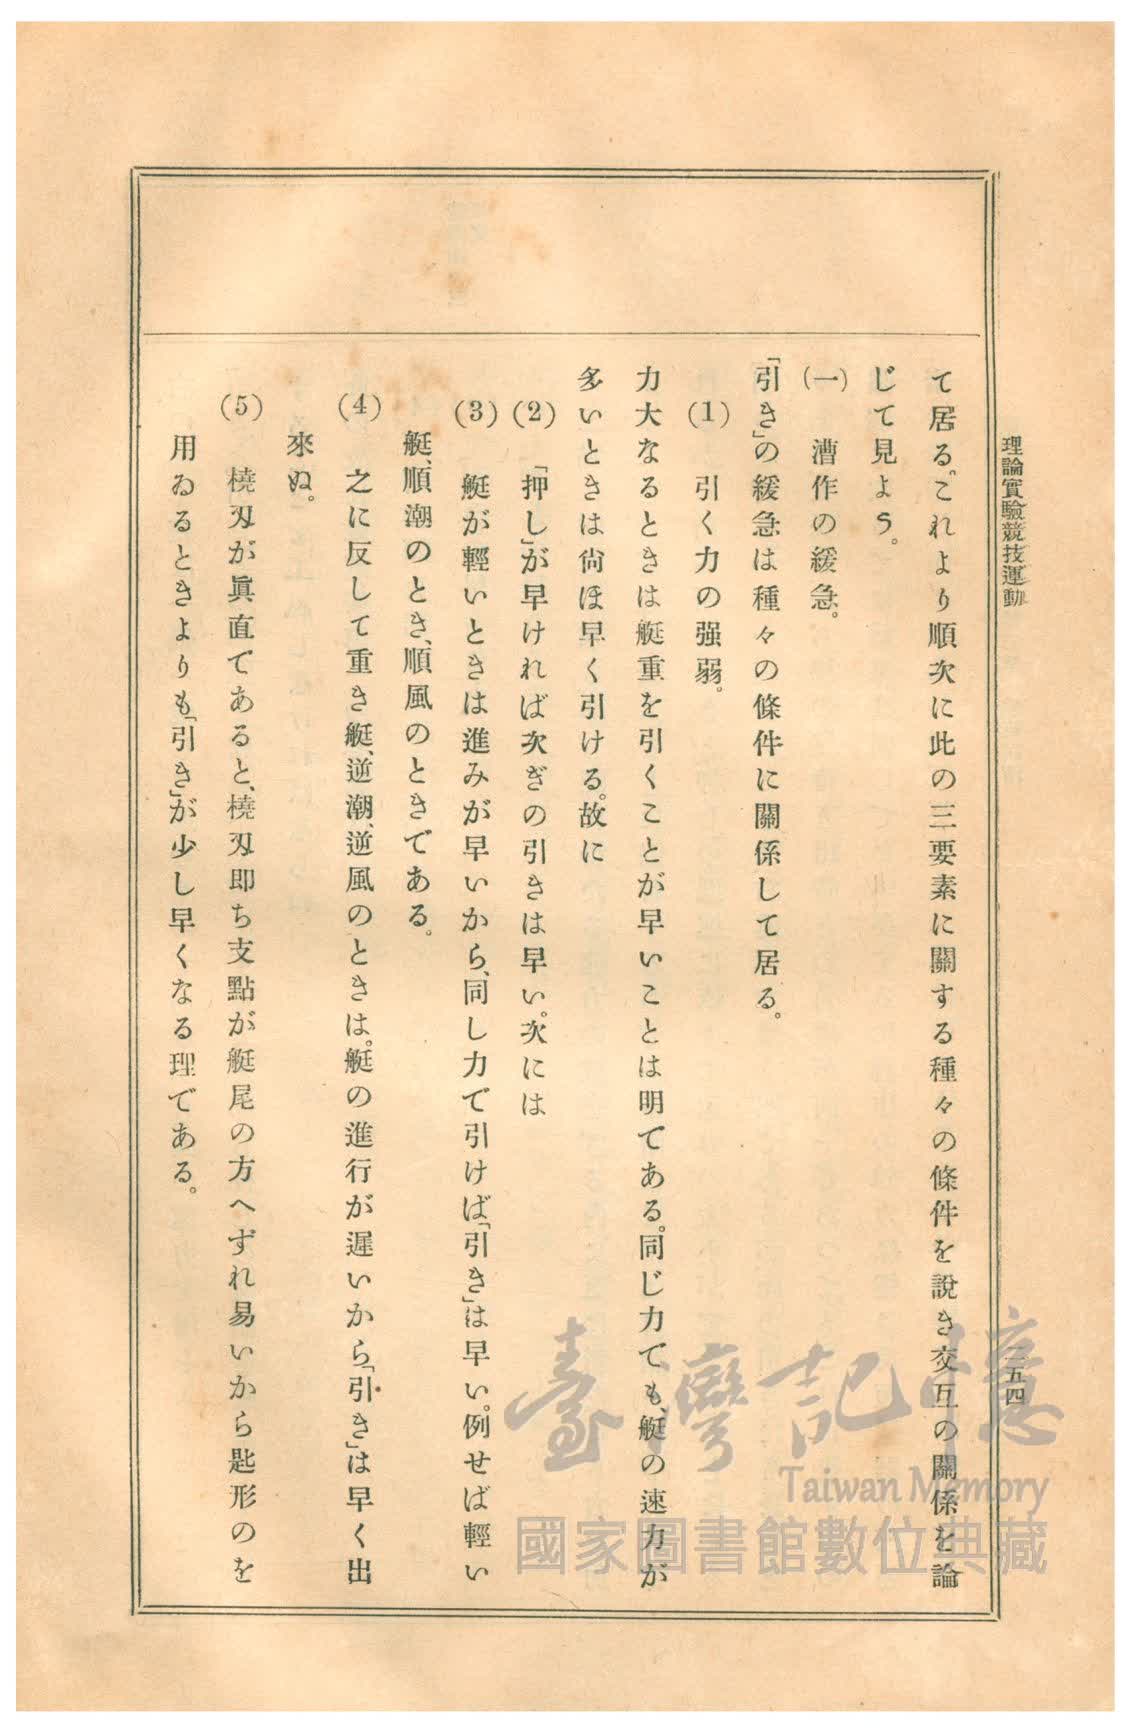 理論實驗競技運動
二五四
て居る。これより順次に此の三要素に關する種々の條件を說き交互の關係を論
じて見よう。
(一)　漕作の緩急。
「引き」の緩急は種々の條件に關係して居る。
(1)　引く力の强弱。
力大なるときは艇重を引くことが早いことは明てある。同じ力ても、艇の速力が
多いときは尙ほ早く引ける。故に
(2)　「押し」が早ければ次ぎの引きは早い。次には
(3)　艇が輕いときは進みが早いから、同し力で引けば「引き」は早い。例せば輕い
艇、順潮のとき、順風のときである。
(4)　之に反して重き艇、逆潮、逆風のときは。艇の進行が遲いから「引き」は早く出
來ぬ。
(5)　橈刄が眞直であると、橈刄即ち支點が艇尾の方へずれ易いから匙形のを
用ゐるときよりも「引き」が少し早くなる理である。
臺灣記憶
Taiwan Memory
國家圖書館數位典藏